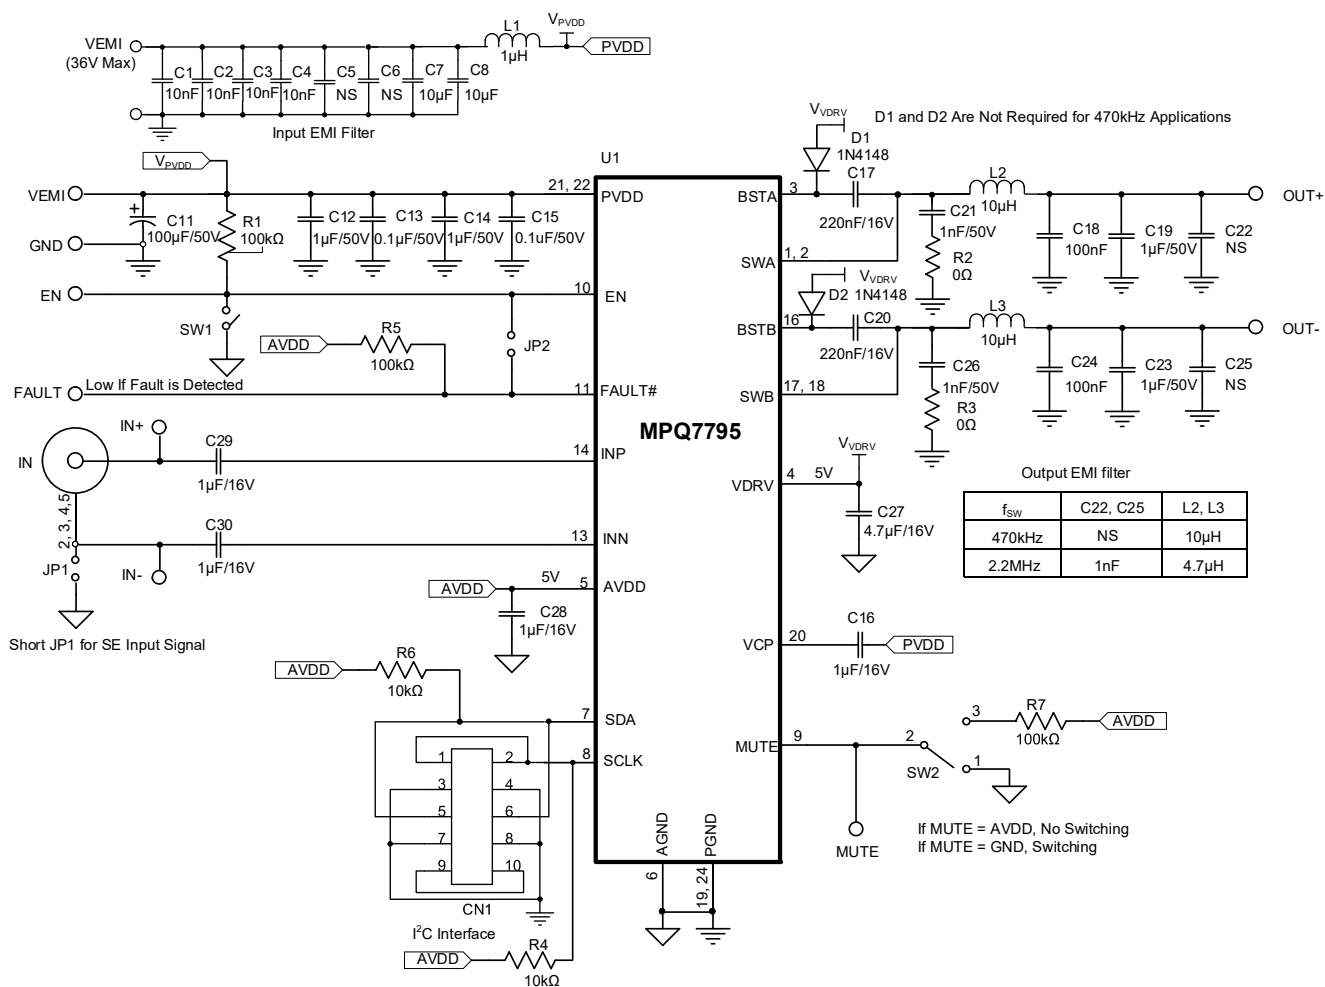 VEMI
(36V Max)
C1
10nF
C2
10nF
C3
10nF
C4
10nF
C5
NS
C6
NS
C7
10µF
C8
10µF
L1
1µH
V_PVDD
PVDD
Input EMI Filter
V_PVDD
VEMI
GND
EN
C11
100µF/50V
R1
100kΩ
C12
1µF/50V
C13
0.1µF/50V
C14
1µF/50V
C15
0.1uF/50V
SW1
AVDD
R5
100kΩ
JP2
FAULT
Low If Fault is Detected
IN
IN+
C29
1µF/16V
2, 3, 4,5
C30
1µF/16V
JP1
IN-
Short JP1 for SE Input Signal
AVDD
5V
C28
1µF/16V
AVDD
R6
10kΩ
1
2
3
4
5
6
7
8
9
10
CN1
I²C Interface
AVDD
R4
10kΩ
U1
MPQ7795
21, 22
PVDD
10
EN
11
FAULT#
14
INP
13
INN
5
AVDD
7
SDA
8
SCLK
AGND
6
PGND
19, 24
BSTA
3
SWA
1, 2
BSTB
16
SWB
17, 18
VDRV
4
5V
VCP
20
MUTE
9
V_VDRV
D1
1N4148
D1 and D2 Are Not Required for 470kHz Applications
C17
220nF/16V
C21
1nF/50V
R2
0Ω
L2
10µH
C18
100nF
C19
1µF/50V
C22
NS
OUT+
V_VDRV
D2
1N4148
C20
220nF/16V
C26
1nF/50V
R3
0Ω
L3
10µH
C24
100nF
C23
1µF/50V
C25
NS
OUT-
V_VDRV
C27
4.7µF/16V
Output EMI filter
f_SW C22, C25 L2, L3
470kHz NS 10µH
2.2MHz 1nF 4.7µH
C16
1µF/16V
PVDD
3
R7
100kΩ
AVDD
2
SW2
1
MUTE
If MUTE = AVDD, No Switching
If MUTE = GND, Switching